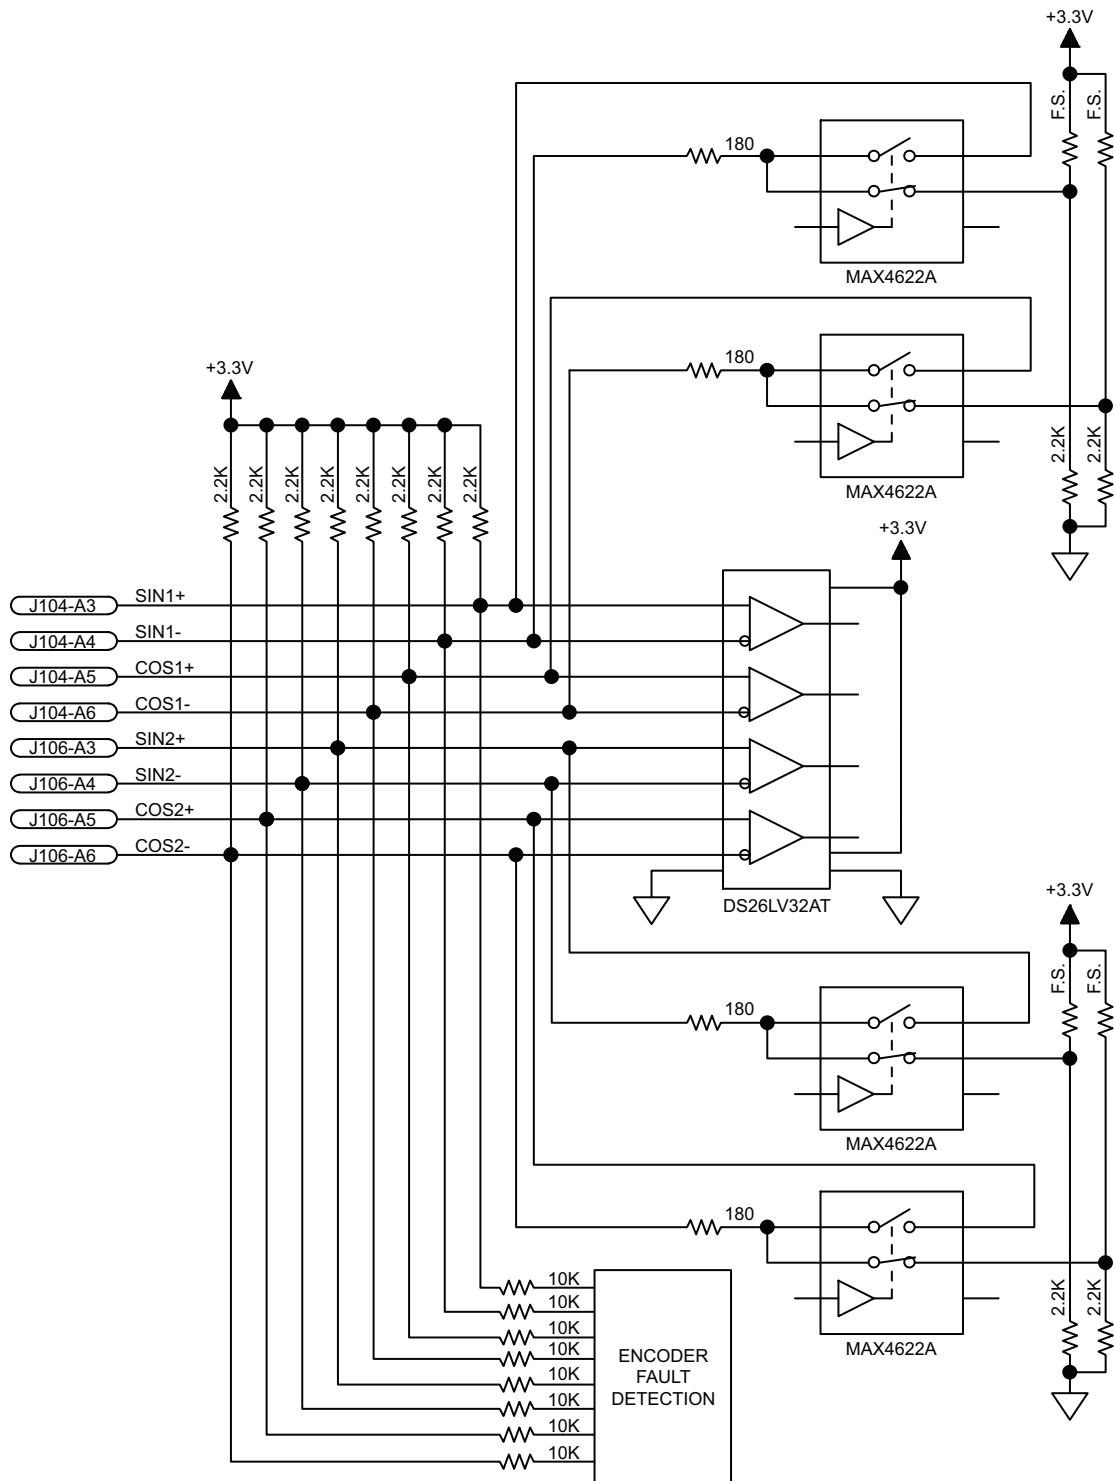 +3.3V
F.S.
F.S.
180
MAX4622A
180
MAX4622A
2.2K
2.2K
+3.3V
2.2K
2.2K
2.2K
2.2K
2.2K
2.2K
2.2K
2.2K
+3.3V
J104-A3 SIN1+
J104-A4 SIN1-
J104-A5 COS1+
J104-A6 COS1-
J106-A3 SIN2+
J106-A4 SIN2-
J106-A5 COS2+
J106-A6 COS2-
DS26LV32AT
+3.3V
F.S.
F.S.
180
MAX4622A
180
MAX4622A
2.2K
2.2K
10K
10K
10K
10K
10K
10K
10K
10K
ENCODER
FAULT
DETECTION